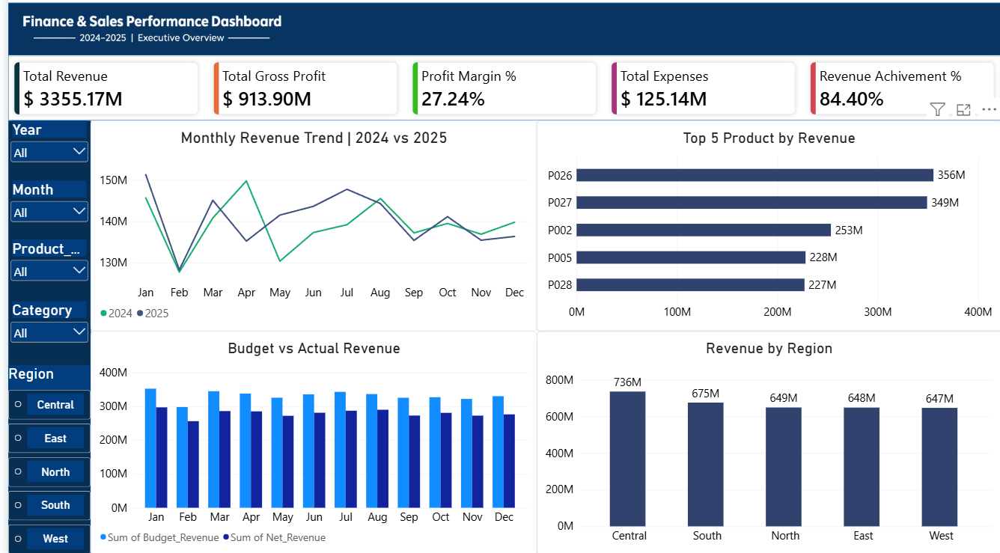 Finance & Sales Performance Dashboard
2024-2025 | Executive Overview
Total Revenue
$ 3355.17M
Total Gross Profit
$ 913.90M
Profit Margin %
27.24%
Total Expenses
$ 125.14M
Revenue Achivement %
84.40%
Year
All
Month
All
Product_...
All
Category
All
Region
Central
East
North
South
West
Monthly Revenue Trend | 2024 vs 2025
150M
140M
130M
Jan Feb Mar Apr May Jun Jul Aug Sep Oct Nov Dec
2024 2025
Top 5 Product by Revenue
P026 356M
P027 349M
P002 253M
P005 228M
P028 227M
0M 100M 200M 300M 400M
Budget vs Actual Revenue
400M
300M
200M
100M
0M
Jan Feb Mar Apr May Jun Jul Aug Sep Oct Nov Dec
Sum of Budget_Revenue Sum of Net_Revenue
Revenue by Region
800M
600M
400M
200M
0M
736M 675M 649M 648M 647M
Central South North East West